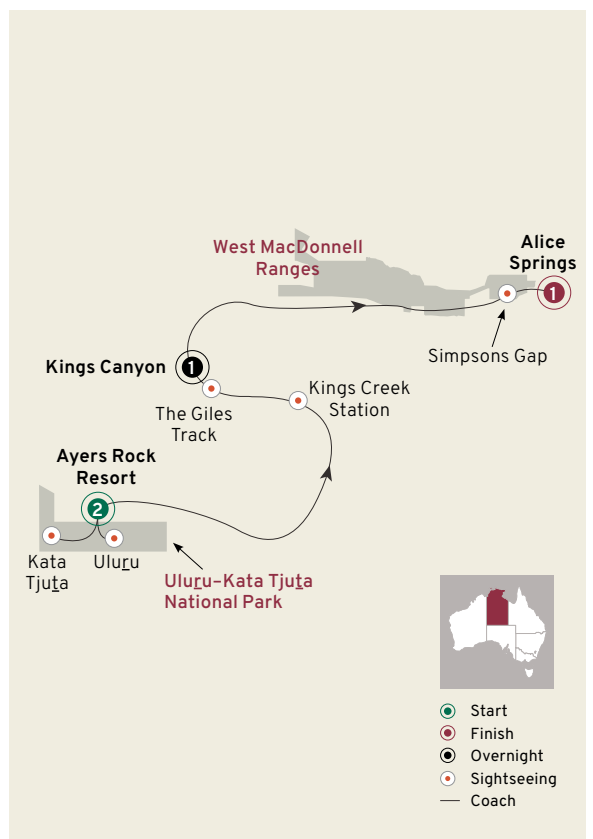 West MacDonnell
Ranges
Alice
Springs
1
Simpsons Gap
Kings Canyon
1
The Giles
Track
Kings Creek
Station
Ayers Rock
Resort
2
Kata
Tjuṯa
Uluṟu
Uluṟu–Kata Tjuṯa
National Park
Start
Finish
Overnight
Sightseeing
Coach